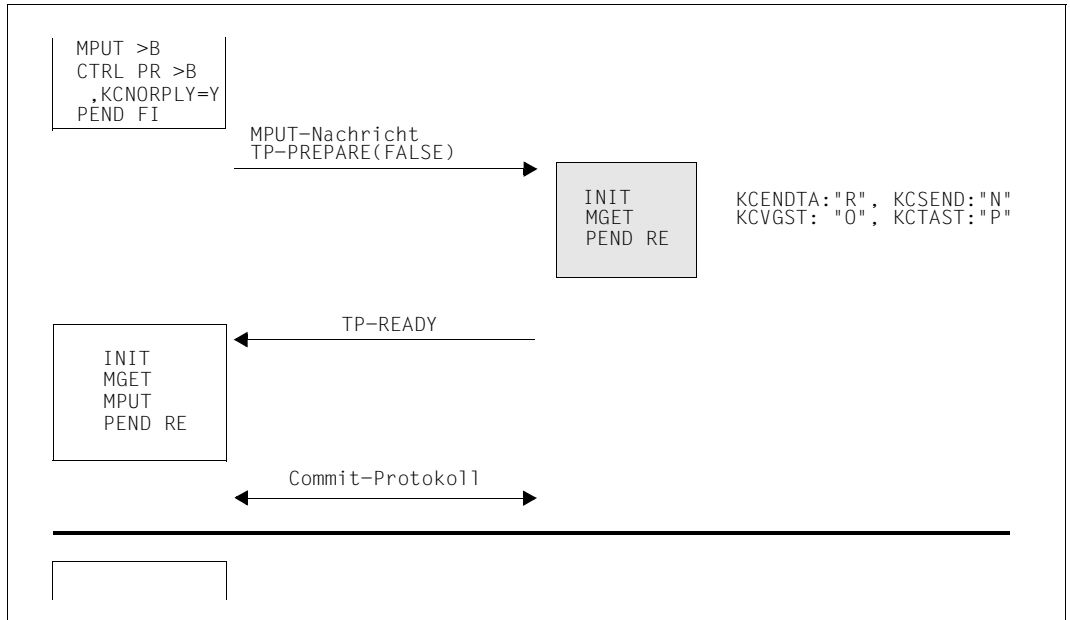 MPUT >B
CTRL PR >B
,KCNORPLY=Y
PEND FI
MPUT-Nachricht
TP-PREPARE(FALSE)
INIT
MGET
PEND RE
KCENDTA:"R", KCSEND:"N"
KCVGST: "O", KCTAST:"P"
TP-READY
INIT
MGET
MPUT
PEND RE
Commit-Protokoll